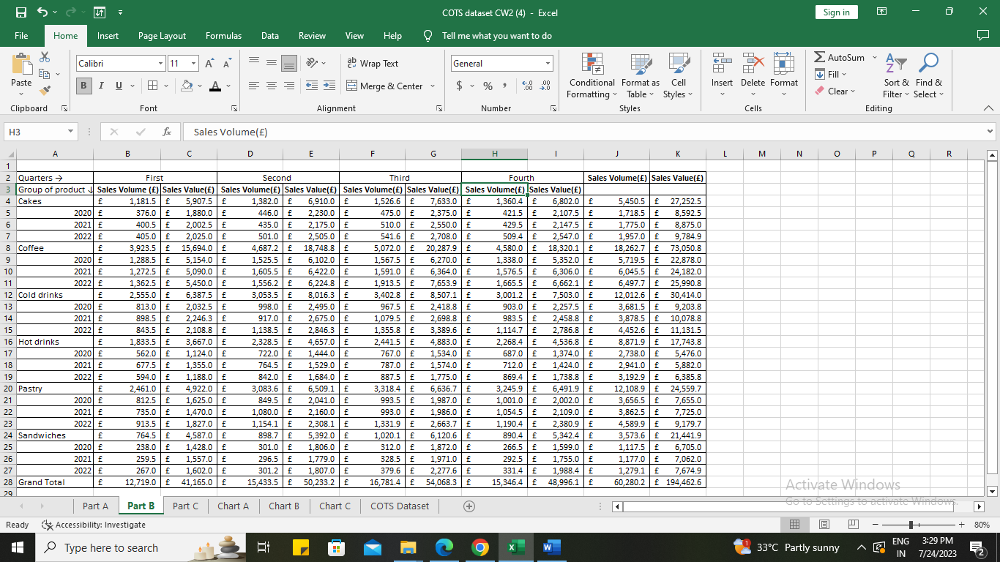 COTS dataset CW2 (4) - Excel
Sign in
File Home Insert Page Layout Formulas Data Review View Help Tell me what you want to do
Calibri 11 ab Wrap Text General AutoSum
Paste B I U Merge & Center $ % , Conditional Formatting Format as Table Cell Styles Insert Delete Format Fill Clear Sort & Filter Find & Select
Clipboard Font Alignment Number Styles Cells Editing
H3 fx Sales Volume(£)
A B C D E F G H I J K L M N O P Q R
1
2 Quarters → First Second Third Fourth Sales Volume(£) Sales Value(£)
3 Group of product ↓ Sales Volume (£) Sales Value(£) Sales Volume(£) Sales Value(£) Sales Volume(£) Sales Value(£) Sales Volume(£) Sales Value(£)
4 Cakes £ 1,181.5 £ 5,907.5 £ 1,382.0 £ 6,910.0 £ 1,526.6 £ 7,633.0 £ 1,360.4 £ 6,802.0 £ 5,450.5 £ 27,252.5
5 2020 £ 376.0 £ 1,880.0 £ 446.0 £ 2,230.0 £ 475.0 £ 2,375.0 £ 421.5 £ 2,107.5 £ 1,718.5 £ 8,592.5
6 2021 £ 400.5 £ 2,002.5 £ 435.0 £ 2,175.0 £ 510.0 £ 2,550.0 £ 429.5 £ 2,147.5 £ 1,775.0 £ 8,875.0
7 2022 £ 405.0 £ 2,025.0 £ 501.0 £ 2,505.0 £ 541.6 £ 2,708.0 £ 509.4 £ 2,547.0 £ 1,957.0 £ 9,784.9
8 Coffee £ 3,923.5 £ 15,694.0 £ 4,687.2 £ 18,748.8 £ 5,072.0 £ 20,287.9 £ 4,580.0 £ 18,320.1 £ 18,262.7 £ 73,050.8
9 2020 £ 1,288.5 £ 5,154.0 £ 1,525.5 £ 6,102.0 £ 1,567.5 £ 6,270.0 £ 1,338.0 £ 5,352.0 £ 5,719.5 £ 22,878.0
10 2021 £ 1,272.5 £ 5,090.0 £ 1,605.5 £ 6,422.0 £ 1,591.0 £ 6,364.0 £ 1,576.5 £ 6,306.0 £ 6,045.5 £ 24,182.0
11 2022 £ 1,362.5 £ 5,450.0 £ 1,556.2 £ 6,224.8 £ 1,913.5 £ 7,653.9 £ 1,665.5 £ 6,662.1 £ 6,497.7 £ 25,990.8
12 Cold drinks £ 2,555.0 £ 6,387.5 £ 3,053.5 £ 8,016.3 £ 3,402.8 £ 8,507.1 £ 3,001.2 £ 7,503.0 £ 12,012.6 £ 30,414.0
13 2020 £ 813.0 £ 2,032.5 £ 998.0 £ 2,495.0 £ 967.5 £ 2,418.8 £ 903.0 £ 2,257.5 £ 3,681.5 £ 9,203.8
14 2021 £ 898.5 £ 2,246.3 £ 917.0 £ 2,675.0 £ 1,079.5 £ 2,698.8 £ 983.5 £ 2,458.8 £ 3,878.5 £ 10,078.8
15 2022 £ 843.5 £ 2,108.8 £ 1,138.5 £ 2,846.3 £ 1,355.8 £ 3,389.6 £ 1,114.7 £ 2,786.8 £ 4,452.6 £ 11,131.5
16 Hot drinks £ 1,833.5 £ 3,667.0 £ 2,328.5 £ 4,657.0 £ 2,441.5 £ 4,883.0 £ 2,268.4 £ 4,536.8 £ 8,871.9 £ 17,743.8
17 2020 £ 562.0 £ 1,124.0 £ 722.0 £ 1,444.0 £ 767.0 £ 1,534.0 £ 687.0 £ 1,374.0 £ 2,738.0 £ 5,476.0
18 2021 £ 677.5 £ 1,355.0 £ 764.5 £ 1,529.0 £ 787.0 £ 1,574.0 £ 712.0 £ 1,424.0 £ 2,941.0 £ 5,882.0
19 2022 £ 594.0 £ 1,188.0 £ 842.0 £ 1,684.0 £ 887.5 £ 1,775.0 £ 869.4 £ 1,738.8 £ 3,192.9 £ 6,385.8
20 Pastry £ 2,461.0 £ 4,922.0 £ 3,083.6 £ 6,509.1 £ 3,318.4 £ 6,636.7 £ 3,245.9 £ 6,491.9 £ 12,108.9 £ 24,559.7
21 2020 £ 812.5 £ 1,625.0 £ 849.5 £ 2,041.0 £ 993.5 £ 1,987.0 £ 1,001.0 £ 2,002.0 £ 3,656.5 £ 7,655.0
22 2021 £ 735.0 £ 1,470.0 £ 1,080.0 £ 2,160.0 £ 993.0 £ 1,986.0 £ 1,054.5 £ 2,109.0 £ 3,862.5 £ 7,725.0
23 2022 £ 913.5 £ 1,827.0 £ 1,154.1 £ 2,308.1 £ 1,331.9 £ 2,663.7 £ 1,190.4 £ 2,380.9 £ 4,589.9 £ 9,179.7
24 Sandwiches £ 764.5 £ 4,587.0 £ 898.7 £ 5,392.0 £ 1,020.1 £ 6,120.6 £ 890.4 £ 5,342.4 £ 3,573.6 £ 21,441.9
25 2020 £ 238.0 £ 1,428.0 £ 301.0 £ 1,806.0 £ 312.0 £ 1,872.0 £ 266.5 £ 1,599.0 £ 1,117.5 £ 6,705.0
26 2021 £ 259.5 £ 1,557.0 £ 296.5 £ 1,779.0 £ 328.5 £ 1,971.0 £ 292.5 £ 1,755.0 £ 1,177.0 £ 7,062.0
27 2022 £ 267.0 £ 1,602.0 £ 301.2 £ 1,807.0 £ 379.6 £ 2,277.6 £ 331.4 £ 1,988.4 £ 1,279.1 £ 7,674.9
28 Grand Total £ 12,719.0 £ 41,165.0 £ 15,433.5 £ 50,233.2 £ 16,781.4 £ 54,068.3 £ 15,346.4 £ 48,996.1 £ 60,280.2 £ 194,462.6
29
Activate Windows
Go to Settings to activate Windows.
Part A Part B Part C Chart A Chart B Chart C COTS Dataset
Ready Accessibility: Investigate 80%
Type here to search 33°C Partly sunny ENG IN 3:29 PM 7/24/2023 2